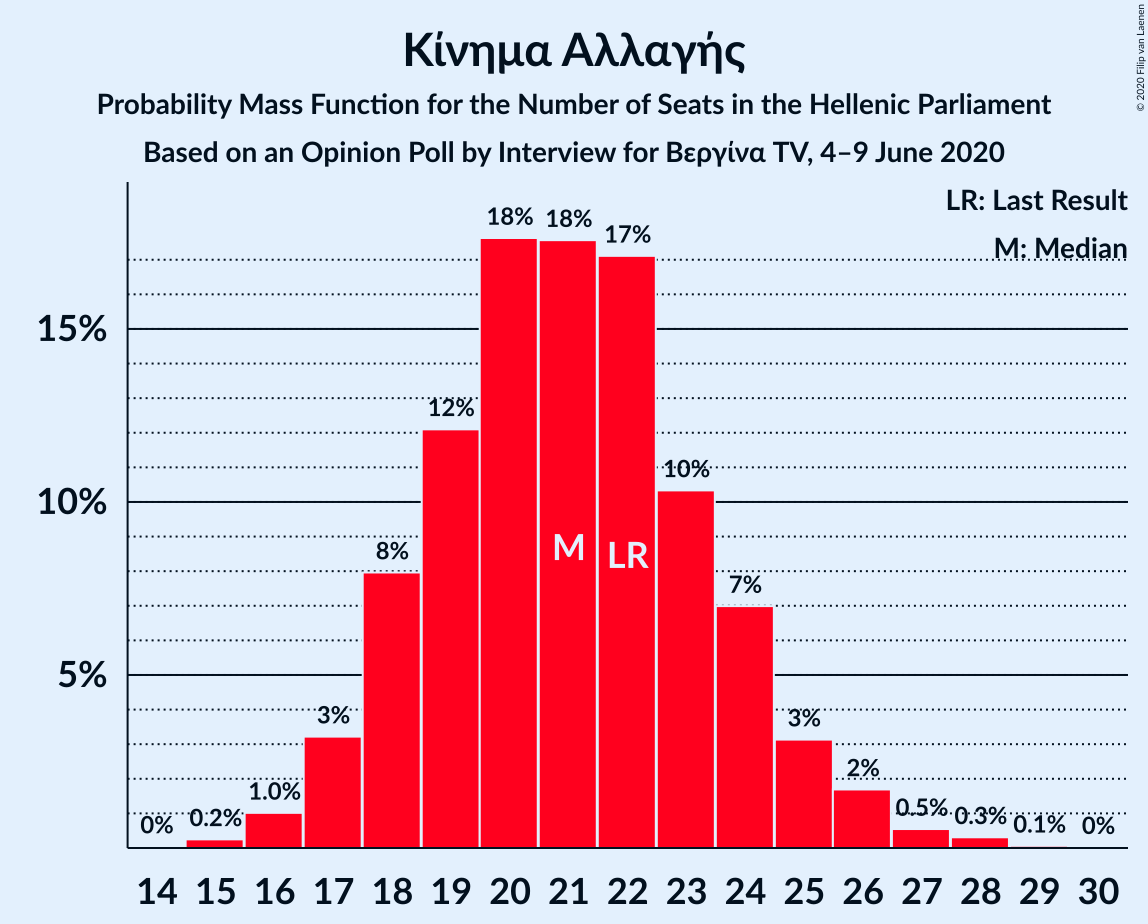 Κίνημα Αλλαγής
Probability Mass Function for the Number of Seats in the Hellenic Parliament
Based on an Opinion Poll by Interview for Βεργίνα TV, 4–9 June 2020
© 2020 Filip van Laenen
LR: Last Result
M: Median
15%
10%
5%
0%
0.2%
1.0%
3%
8%
12%
18%
18%
17%
10%
7%
3%
2%
0.5%
0.3%
0.1%
0%
M
LR
14 15 16 17 18 19 20 21 22 23 24 25 26 27 28 29 30